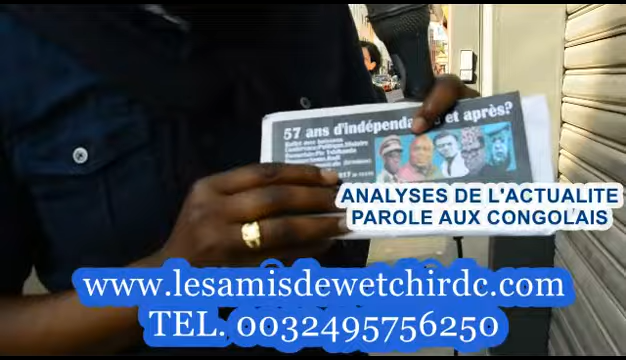 57 ans d'indépenda et après?
ANALYSES DE L'ACTUALITE
PAROLE AUX CONGOLAIS
www.lesamisdewetchirdc.com
TEL. 0032495756250